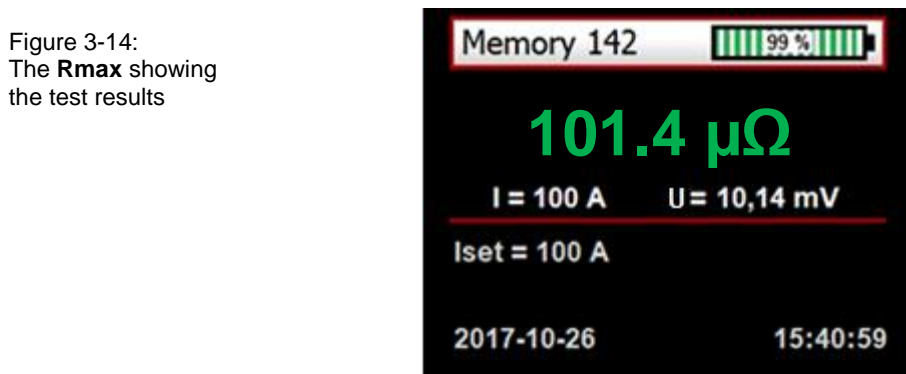 Figure 3-14:
The Rmax showing
the test results
Memory 142 99 %
101.4 µΩ
I = 100 A U = 10,14 mV
Iset = 100 A
2017-10-26 15:40:59